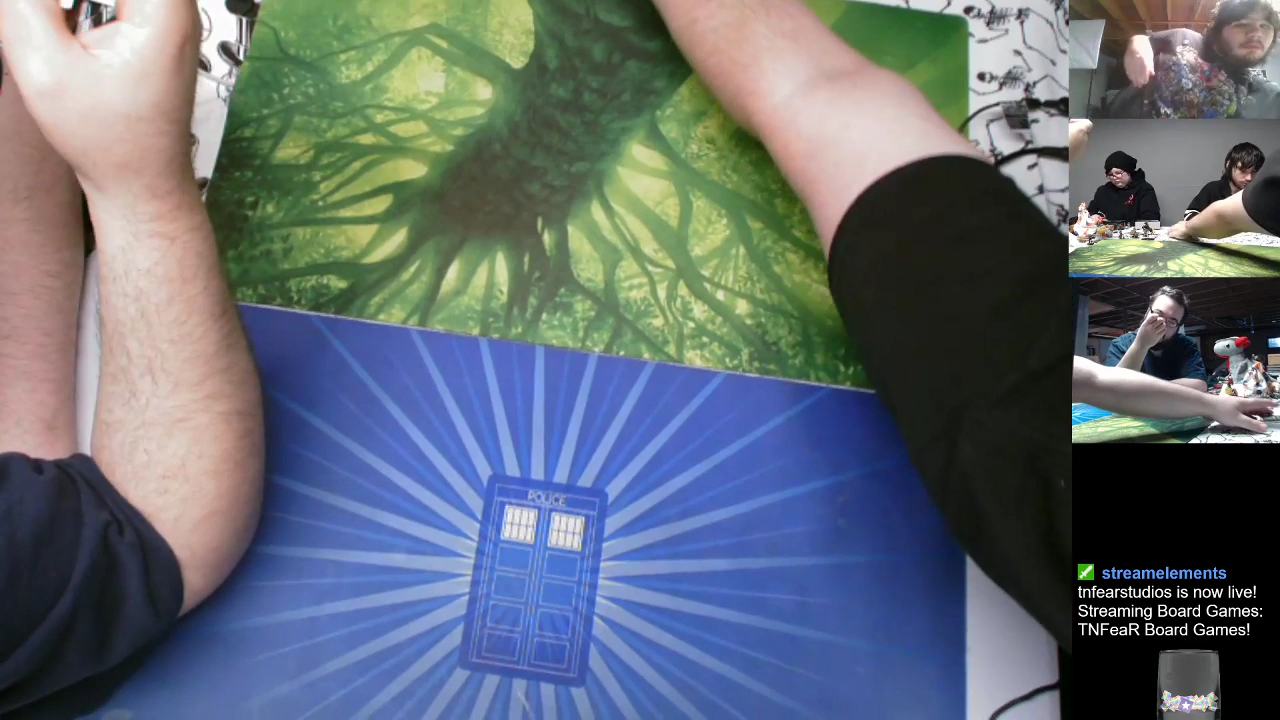 POLICE
streamelements
tnfearstudios is now live!
Streaming Board Games:
TNFeaR Board Games!